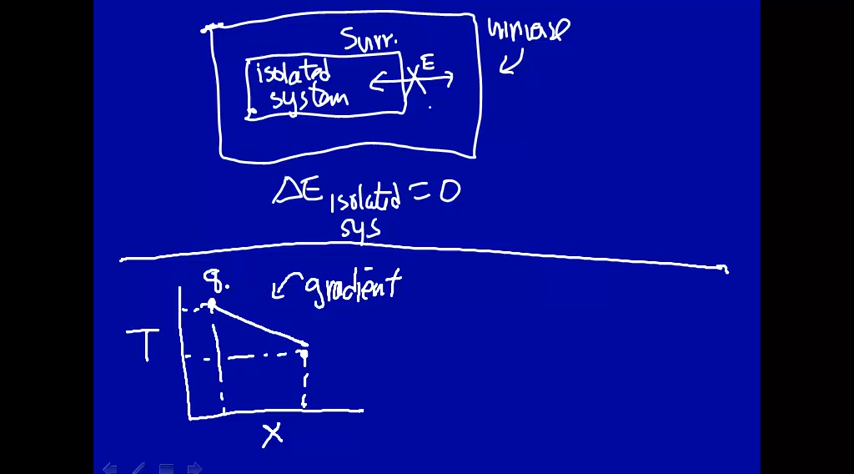 Surr.
universe
isolated
system
E
ΔE isolated = 0
sys
q.
gradient
T
X